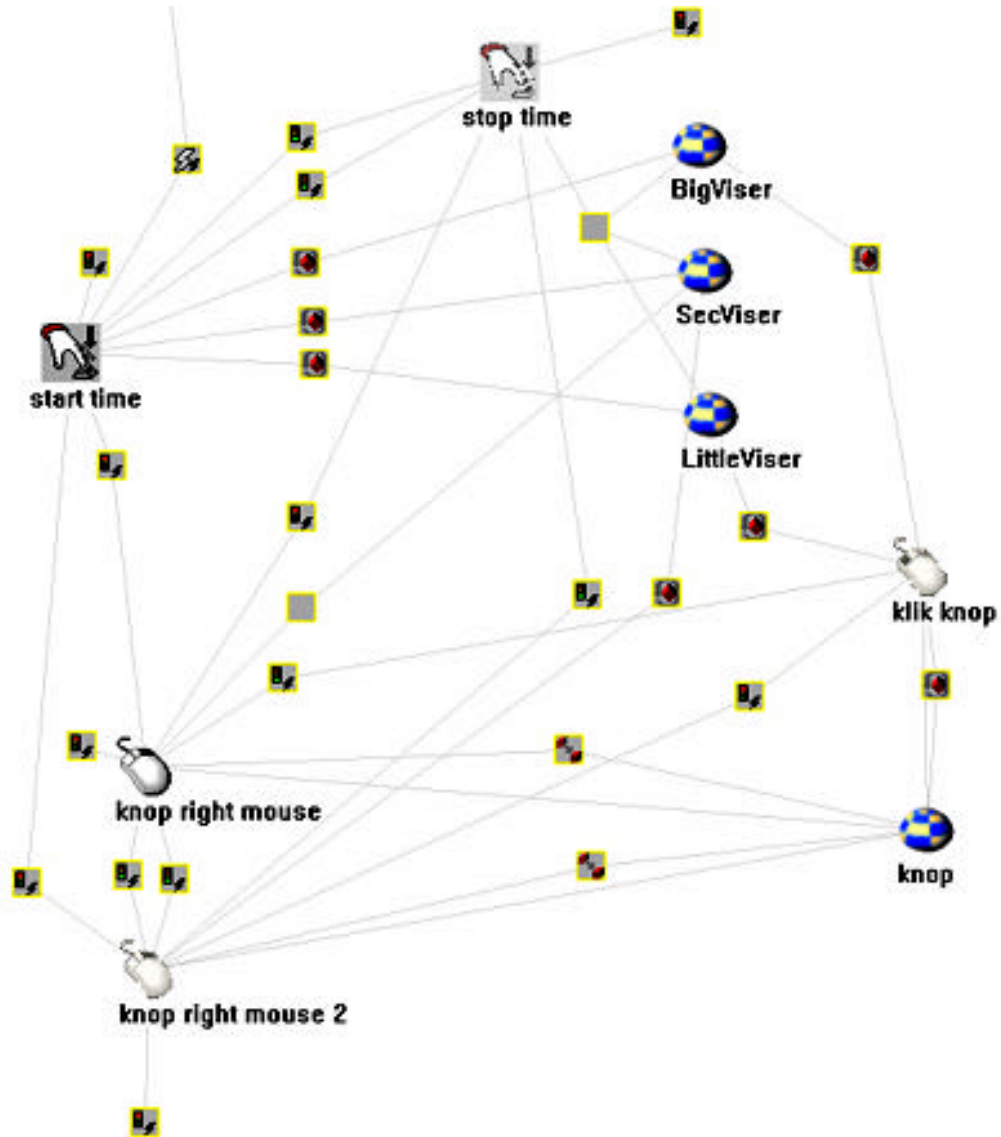 stop time
BigViser
SecViser
start time
LittleViser
klik knop
knop right mouse
knop
knop right mouse 2